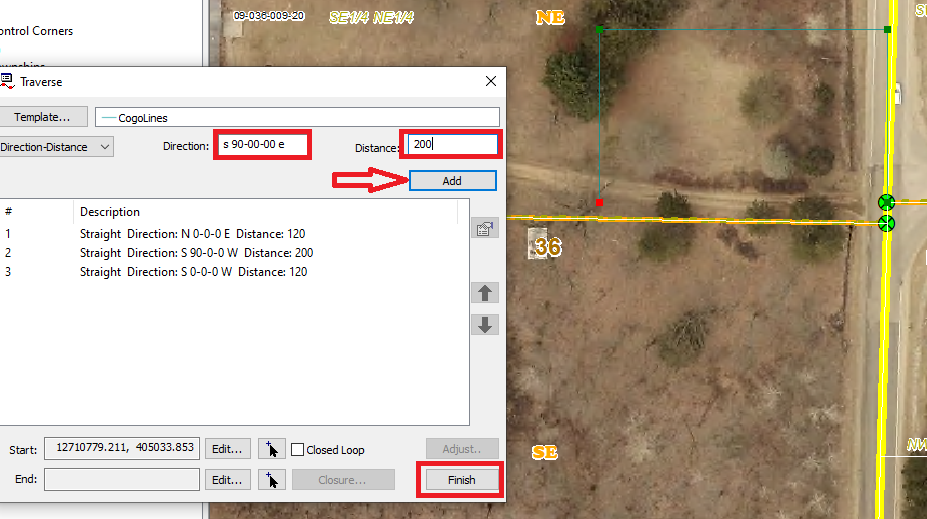 09-036-009-20
SE1/4 NE1/4
NE
ontrol Corners
Traverse
Template...
CogoLines
Direction-Distance
Direction:
s 90-00-00 e
Distance:
200
Add
# Description
1 Straight Direction: N 0-0-0 E Distance: 120
2 Straight Direction: S 90-0-0 W Distance: 200
3 Straight Direction: S 0-0-0 W Distance: 120
36
Start:
12710779.211, 405033.853
Edit...
Closed Loop
Adjust..
SE
NW
End:
Edit...
Closure...
Finish